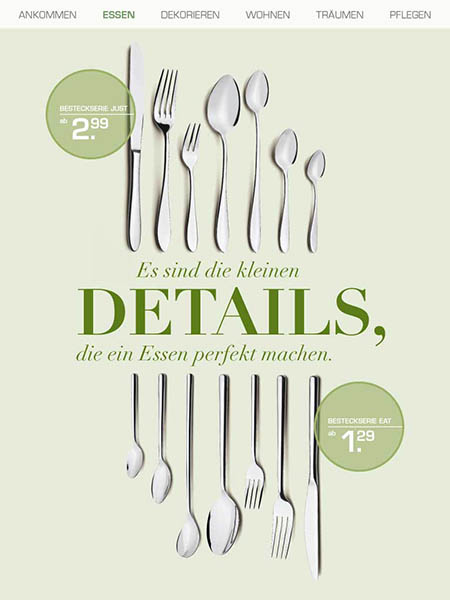 ANKOMMEN ESSEN DEKORIEREN WOHNEN TRÄUMEN PFLEGEN
BESTECKSERIE JUST
ab 2.99
Es sind die kleinen
DETAILS,
die ein Essen perfekt machen.
BESTECKSERIE EAT
ab 1.29